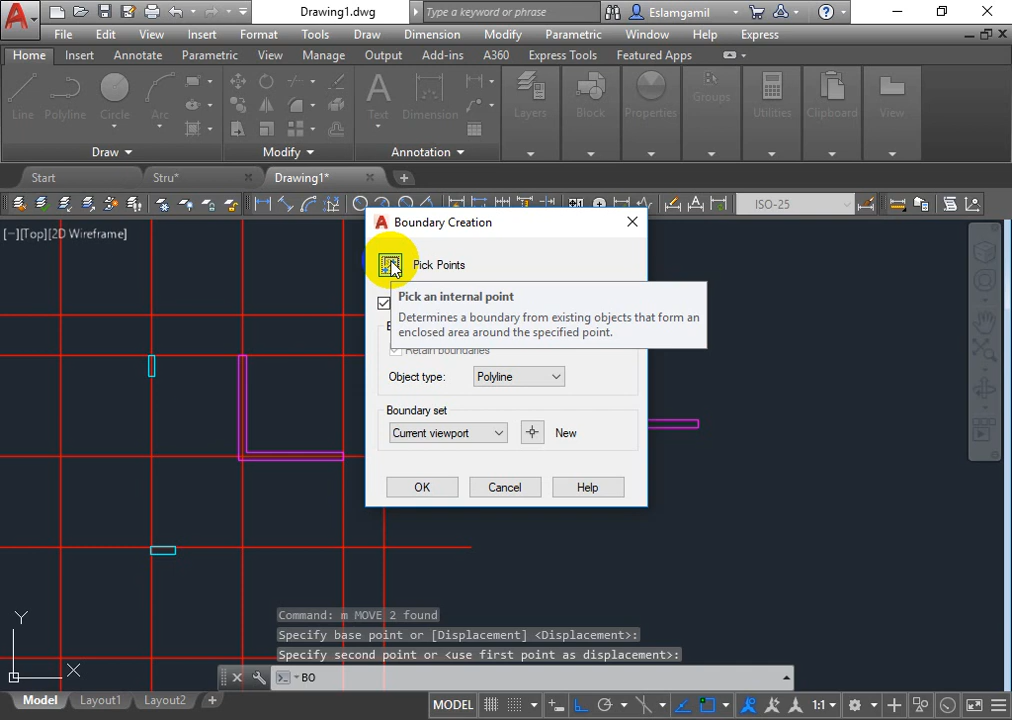 Drawing1.dwg
Type a keyword or phrase
Eslamgamil
File Edit View Insert Format Tools Draw Dimension Modify Parametric Window Help Express
Home Insert Annotate Parametric View Manage Output Add-ins A360 Express Tools Featured Apps
Line Polyline Circle Arc Text Dimension Layers Block Properties Groups Utilities Clipboard View
Draw Modify Annotation
Start Stru* Drawing1*
ISO-25
[−][Top][2D Wireframe]
Boundary Creation
Pick Points
Pick an internal point
Determines a boundary from existing objects that form an
enclosed area around the specified point.
Retain boundaries
Object type: Polyline
Boundary set
Current viewport New
OK Cancel Help
Command: m MOVE 2 found
Specify base point or [Displacement] <Displacement>:
Specify second point or <use first point as displacement>:
Y
X
BO
Model Layout1 Layout2
MODEL 1:1